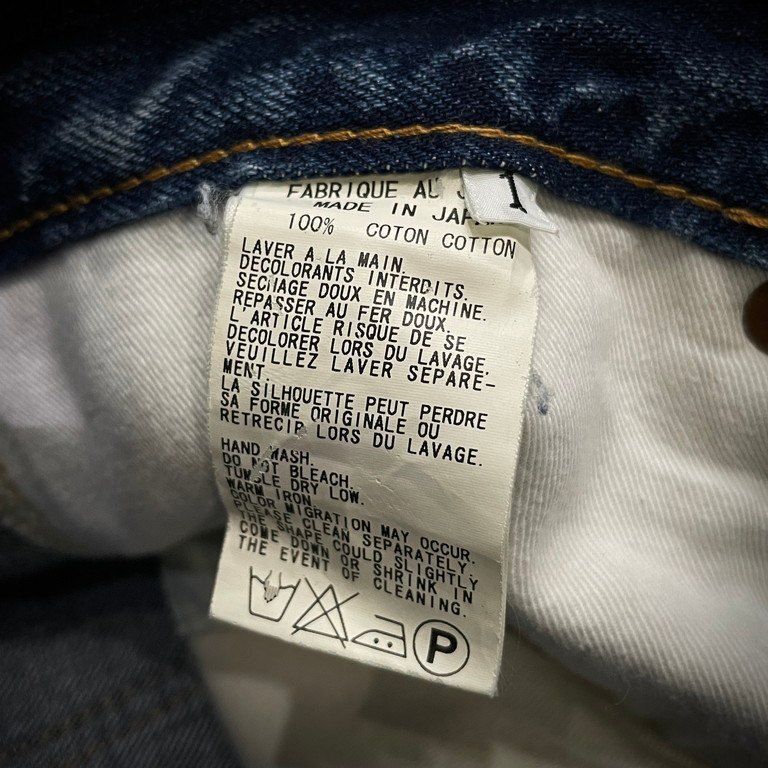 FABRIQUE AU
1
MADE IN
100% COTON COTTON
LAVER A LA MAIN.
DECOLORANTS INTERDITS.
SECHAGE DOUX EN MACHINE.
REPASSER AU FER DOUX.
L'ARTICLE RISQUE DE SE
DECOLORER LORS DU LAVAGE.
VEUILLEZ LAVER SEPARE-
MENT.
LA SILHOUETTE PEUT PERDRE
SA FORME ORIGINALE OU
RETRECIR LORS DU LAVAGE.
HAND WASH.
DO NOT BLEACH.
TUMBLE DRY LOW.
WARM IRON.
COLOR MIGRATION MAY OCCUR.
PLEASE CLEAN SEPARATELY.
THE SHAPE COULD SLIGHTLY
COME DOWN OR SHRINK IN
THE EVENT OF CLEANING.
P